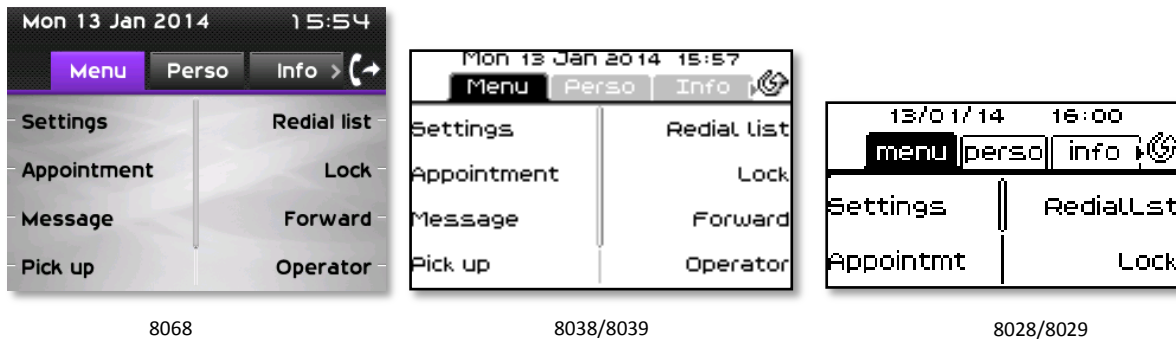 Mon 13 Jan 2014 15:54
Menu Perso Info >
Settings Redial list
Appointment Lock
Message Forward
Pick up Operator
8068
Mon 13 Jan 2014 15:57
Menu Perso Info
Settings Redial list
Appointment Lock
Message Forward
Pick up Operator
8038/8039
13/01/14 16:00
menu perso info
Settings RedialLst
Appointmt Lock
8028/8029